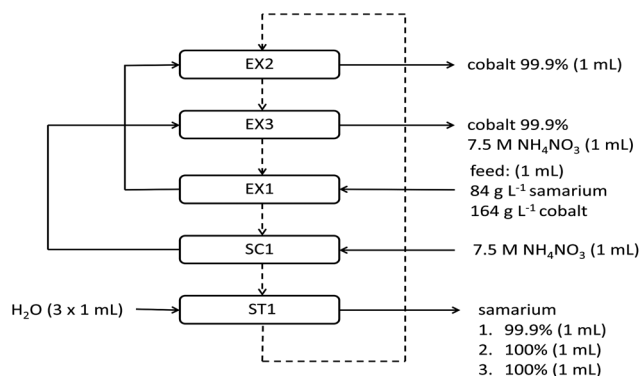 EX2
cobalt 99.9% (1 mL)
EX3
cobalt 99.9%
7.5 M NH₄NO₃ (1 mL)
feed: (1 mL)
EX1
84 g L⁻¹ samarium
164 g L⁻¹ cobalt
SC1
7.5 M NH₄NO₃ (1 mL)
H₂O (3 x 1 mL)
ST1
samarium
1. 99.9% (1 mL)
2. 100% (1 mL)
3. 100% (1 mL)